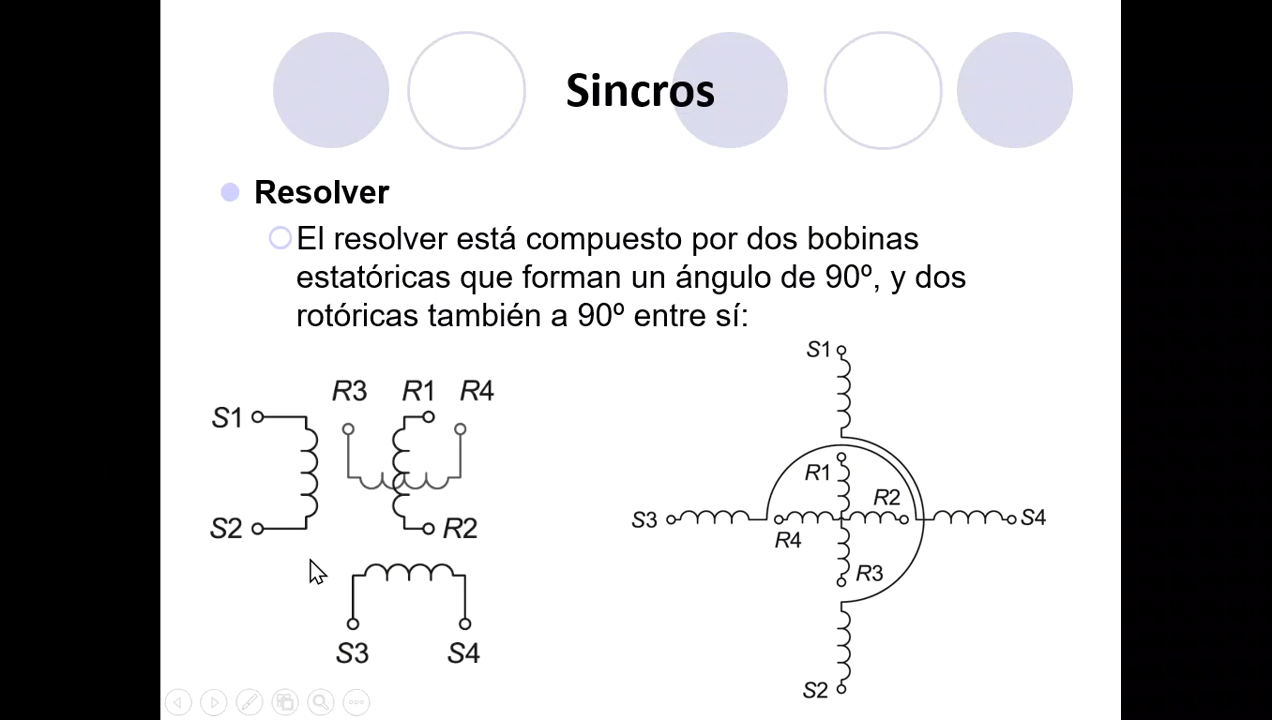 Sincros
Resolver
El resolver está compuesto por dos bobinas
estatóricas que forman un ángulo de 90º, y dos
rotóricas también a 90º entre sí:
R3 R1 R4
S1
S2
R2
S3 S4
S1
R1
R2
S3
S4
R4
R3
S2